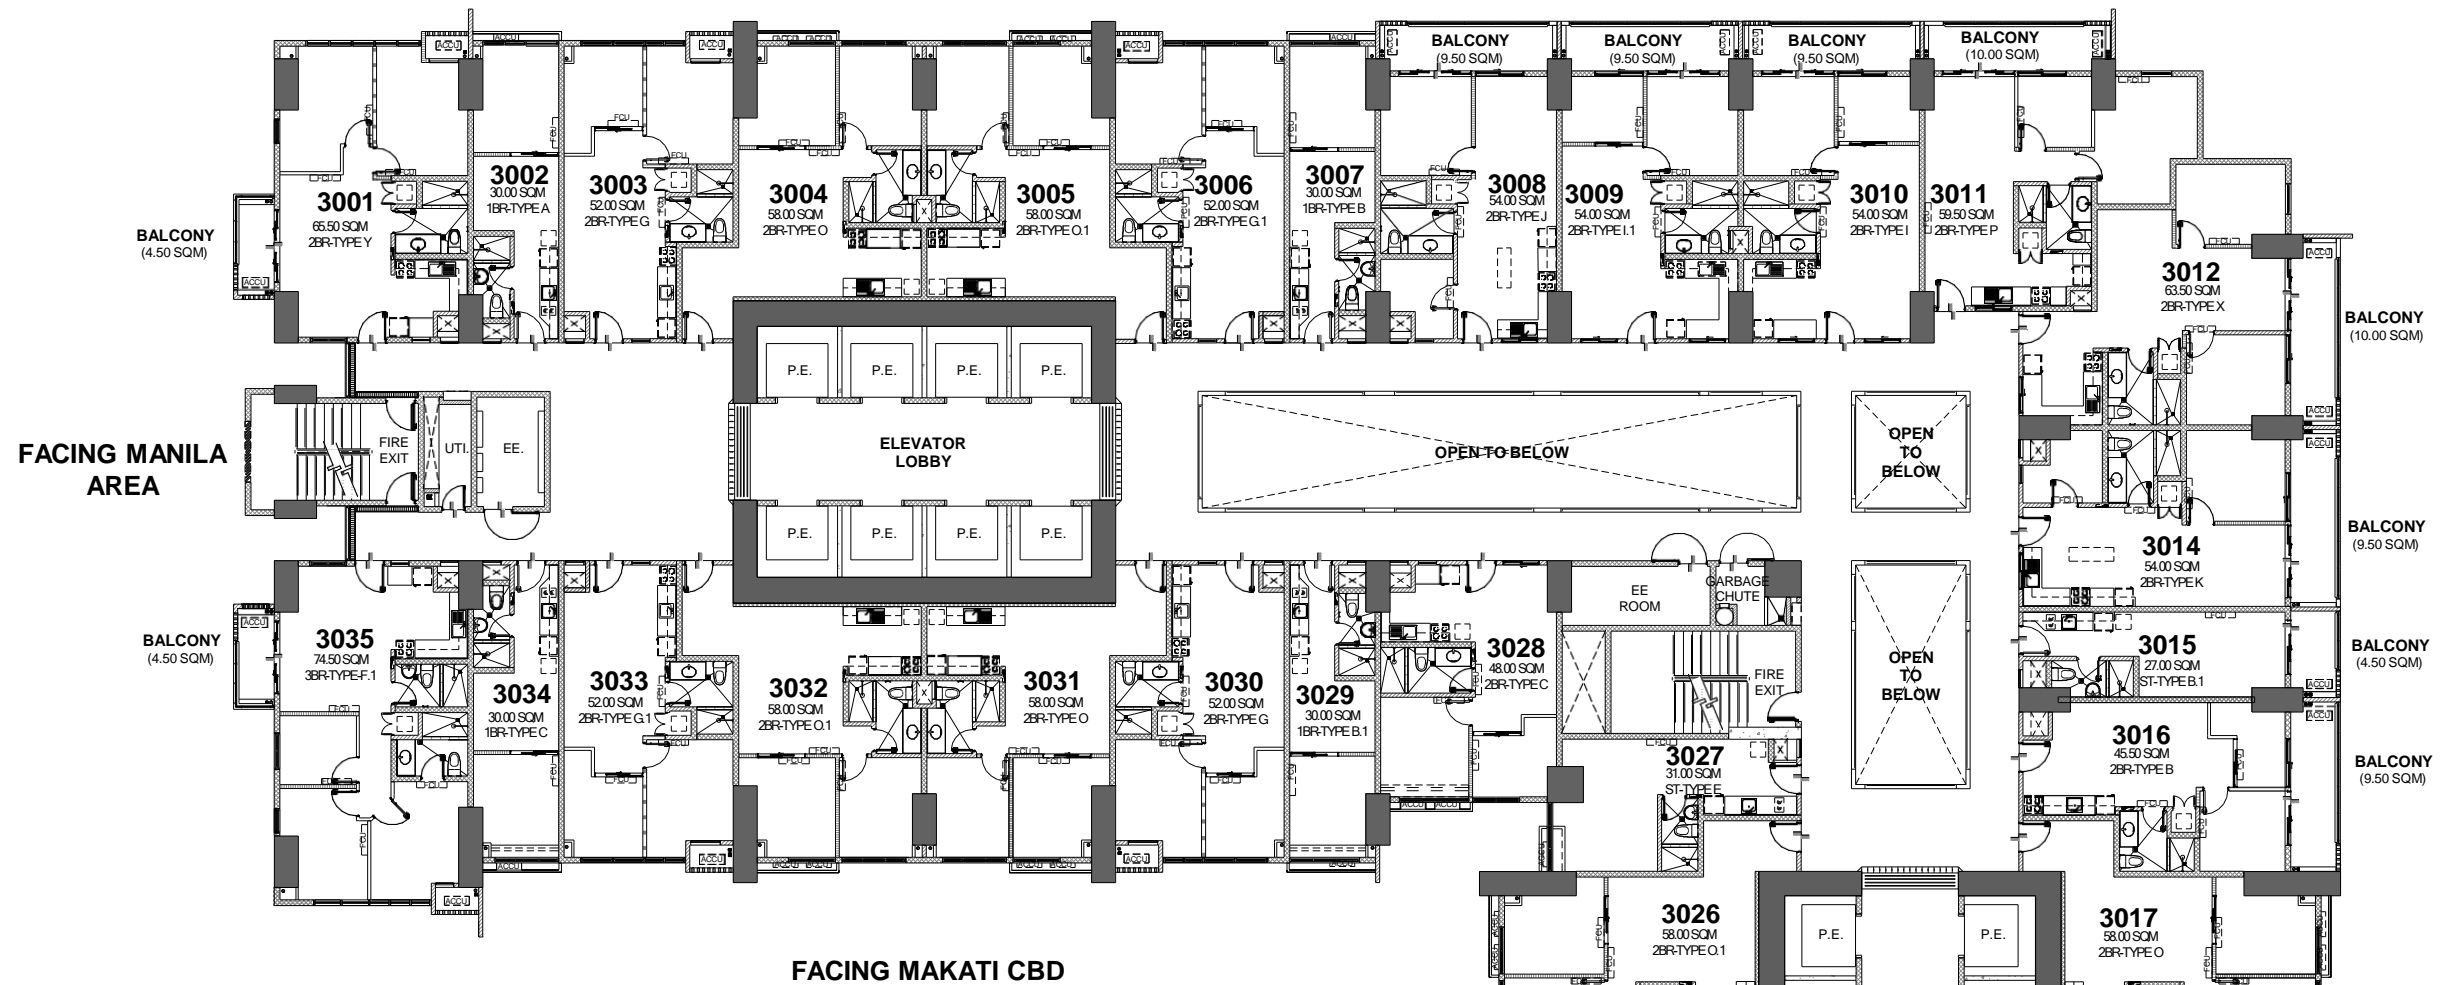 BALCONY
(9.50 SQM)
BALCONY
(9.50 SQM)
BALCONY
(9.50 SQM)
BALCONY
(10.00 SQM)
3001
65.50 SQM
2BR-TYPE Y
3002
30.00 SQM
1BR-TYPE A
3003
52.00 SQM
2BR-TYPE G
3004
58.00 SQM
2BR-TYPE O
3005
58.00 SQM
2BR-TYPE O.1
3006
52.00 SQM
2BR-TYPE G.1
3007
30.00 SQM
1BR-TYPE B
3008
54.00 SQM
2BR-TYPE J
3009
54.00 SQM
2BR-TYPE I.1
3010
54.00 SQM
2BR-TYPE I
3011
59.50 SQM
2BR-TYPE P
BALCONY
(4.50 SQM)
3012
63.50 SQM
2BR-TYPE X
BALCONY
(10.00 SQM)
P.E.
P.E.
P.E.
P.E.
FACING MANILA
AREA
FIRE
EXIT
UTI.
EE.
ELEVATOR
LOBBY
OPEN TO BELOW
OPEN
TO
BELOW
P.E.
P.E.
P.E.
P.E.
BALCONY
(9.50 SQM)
3014
54.00 SQM
2BR-TYPE K
EE
ROOM
GARBAGE
CHUTE
BALCONY
(4.50 SQM)
3035
74.50 SQM
3BR-TYPE-F.1
3034
30.00 SQM
1BR-TYPE C
3033
52.00 SQM
2BR-TYPE G.1
3032
58.00 SQM
2BR-TYPE O.1
3031
58.00 SQM
2BR-TYPE O
3030
52.00 SQM
2BR-TYPE G
3029
30.00 SQM
1BR-TYPE B.1
3028
48.00 SQM
2BR-TYPE C
FIRE
EXIT
OPEN
TO
BELOW
3015
27.00 SQM
ST-TYPE B.1
BALCONY
(4.50 SQM)
3027
31.00 SQM
ST-TYPE E
3016
45.50 SQM
2BR-TYPE B
BALCONY
(9.50 SQM)
3026
58.00 SQM
2BR-TYPE O.1
P.E.
P.E.
3017
58.00 SQM
2BR-TYPE O
FACING MAKATI CBD